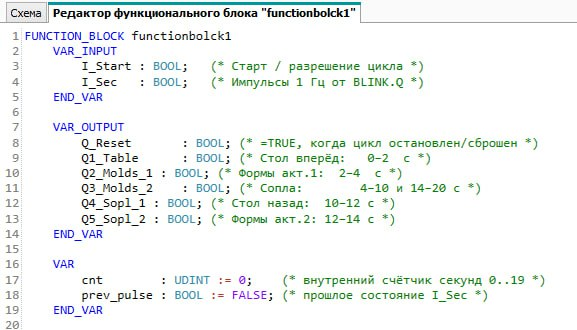 Схема Редактор функционального блока "functionbolck1"
1 FUNCTION_BLOCK functionbolck1
2 VAR_INPUT
3 I_Start : BOOL; (* Старт / разрешение цикла *)
4 I_Sec : BOOL; (* Импульсы 1 Гц от BLINK.Q *)
5 END_VAR
6
7 VAR_OUTPUT
8 Q_Reset : BOOL; (* =TRUE, когда цикл остановлен/сброшен *)
9 Q1_Table : BOOL; (* Стол вперёд: 0-2 с *)
10 Q2_Molds_1 : BOOL; (* Формы акт.1: 2-4 с *)
11 Q3_Molds_2 : BOOL; (* Сопла: 4-10 и 14-20 с *)
12 Q4_Sopl_1 : BOOL; (* Стол назад: 10-12 с *)
13 Q5_Sopl_2 : BOOL; (* Формы акт.2: 12-14 с *)
14 END_VAR
15
16 VAR
17 cnt : UDINT := 0; (* внутренний счётчик секунд 0..19 *)
18 prev_pulse : BOOL := FALSE; (* прошлое состояние I_Sec *)
19 END_VAR
20